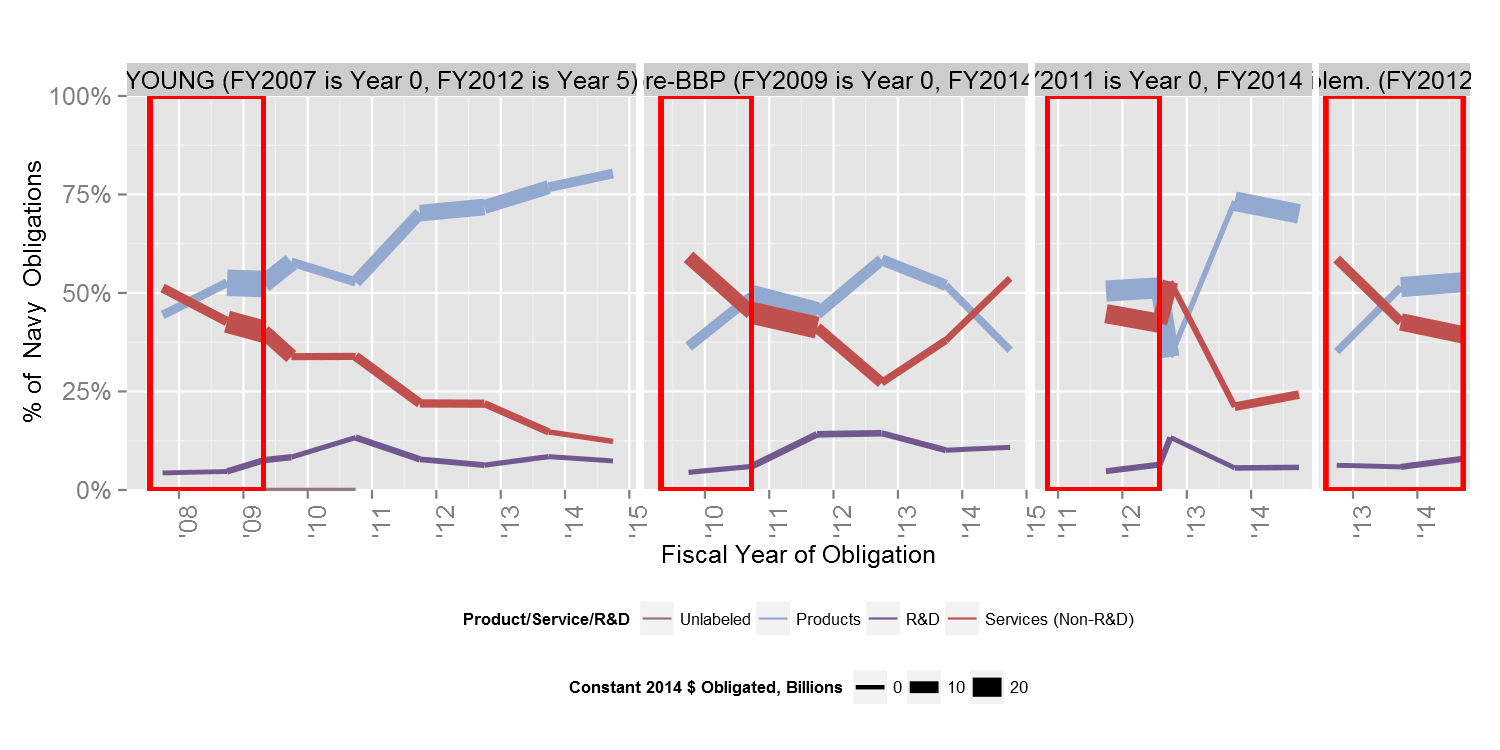 YOUNG (FY2007 is Year 0, FY2012 is Year 5)
re-BBP (FY2009 is Year 0, FY2014
Y2011 is Year 0, FY2014
lem. (FY2012
% of Navy Obligations
100%
75%
50%
25%
0%
'08 '09 '10 '11 '12 '13 '14 '15
'10 '11 '12 '13 '14 '15
'11 '12 '13 '14
'13 '14
Fiscal Year of Obligation
Product/Service/R&D Unlabeled Products R&D Services (Non-R&D)
Constant 2014 $ Obligated, Billions 0 10 20